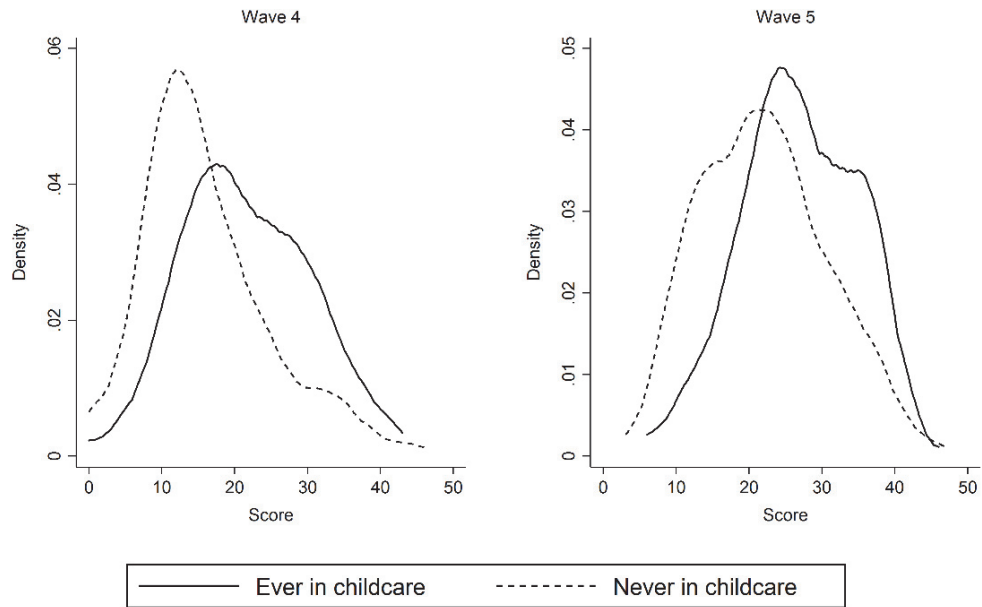 Wave 4
Density
.06
.04
.02
0
0 10 20 30 40 50
Score
Wave 5
Density
.05
.04
.03
.02
.01
0
0 10 20 30 40 50
Score
Ever in childcare
Never in childcare